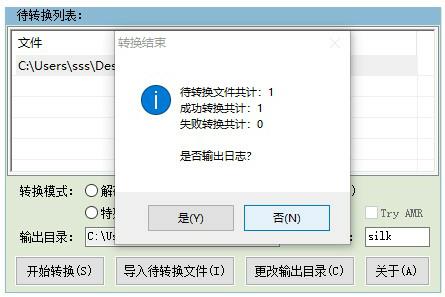 待转换列表:
文件
C:\Users\sss\Des
转换结束
待转换文件共计: 1
成功转换共计: 1
失败转换共计: 0
是否输出日志?
是(Y)
否(N)
转换模式:
Try AMR
输出目录: C:\U
silk
开始转换(S) 导入待转换文件(I) 更改输出目录(C) 关于(A)